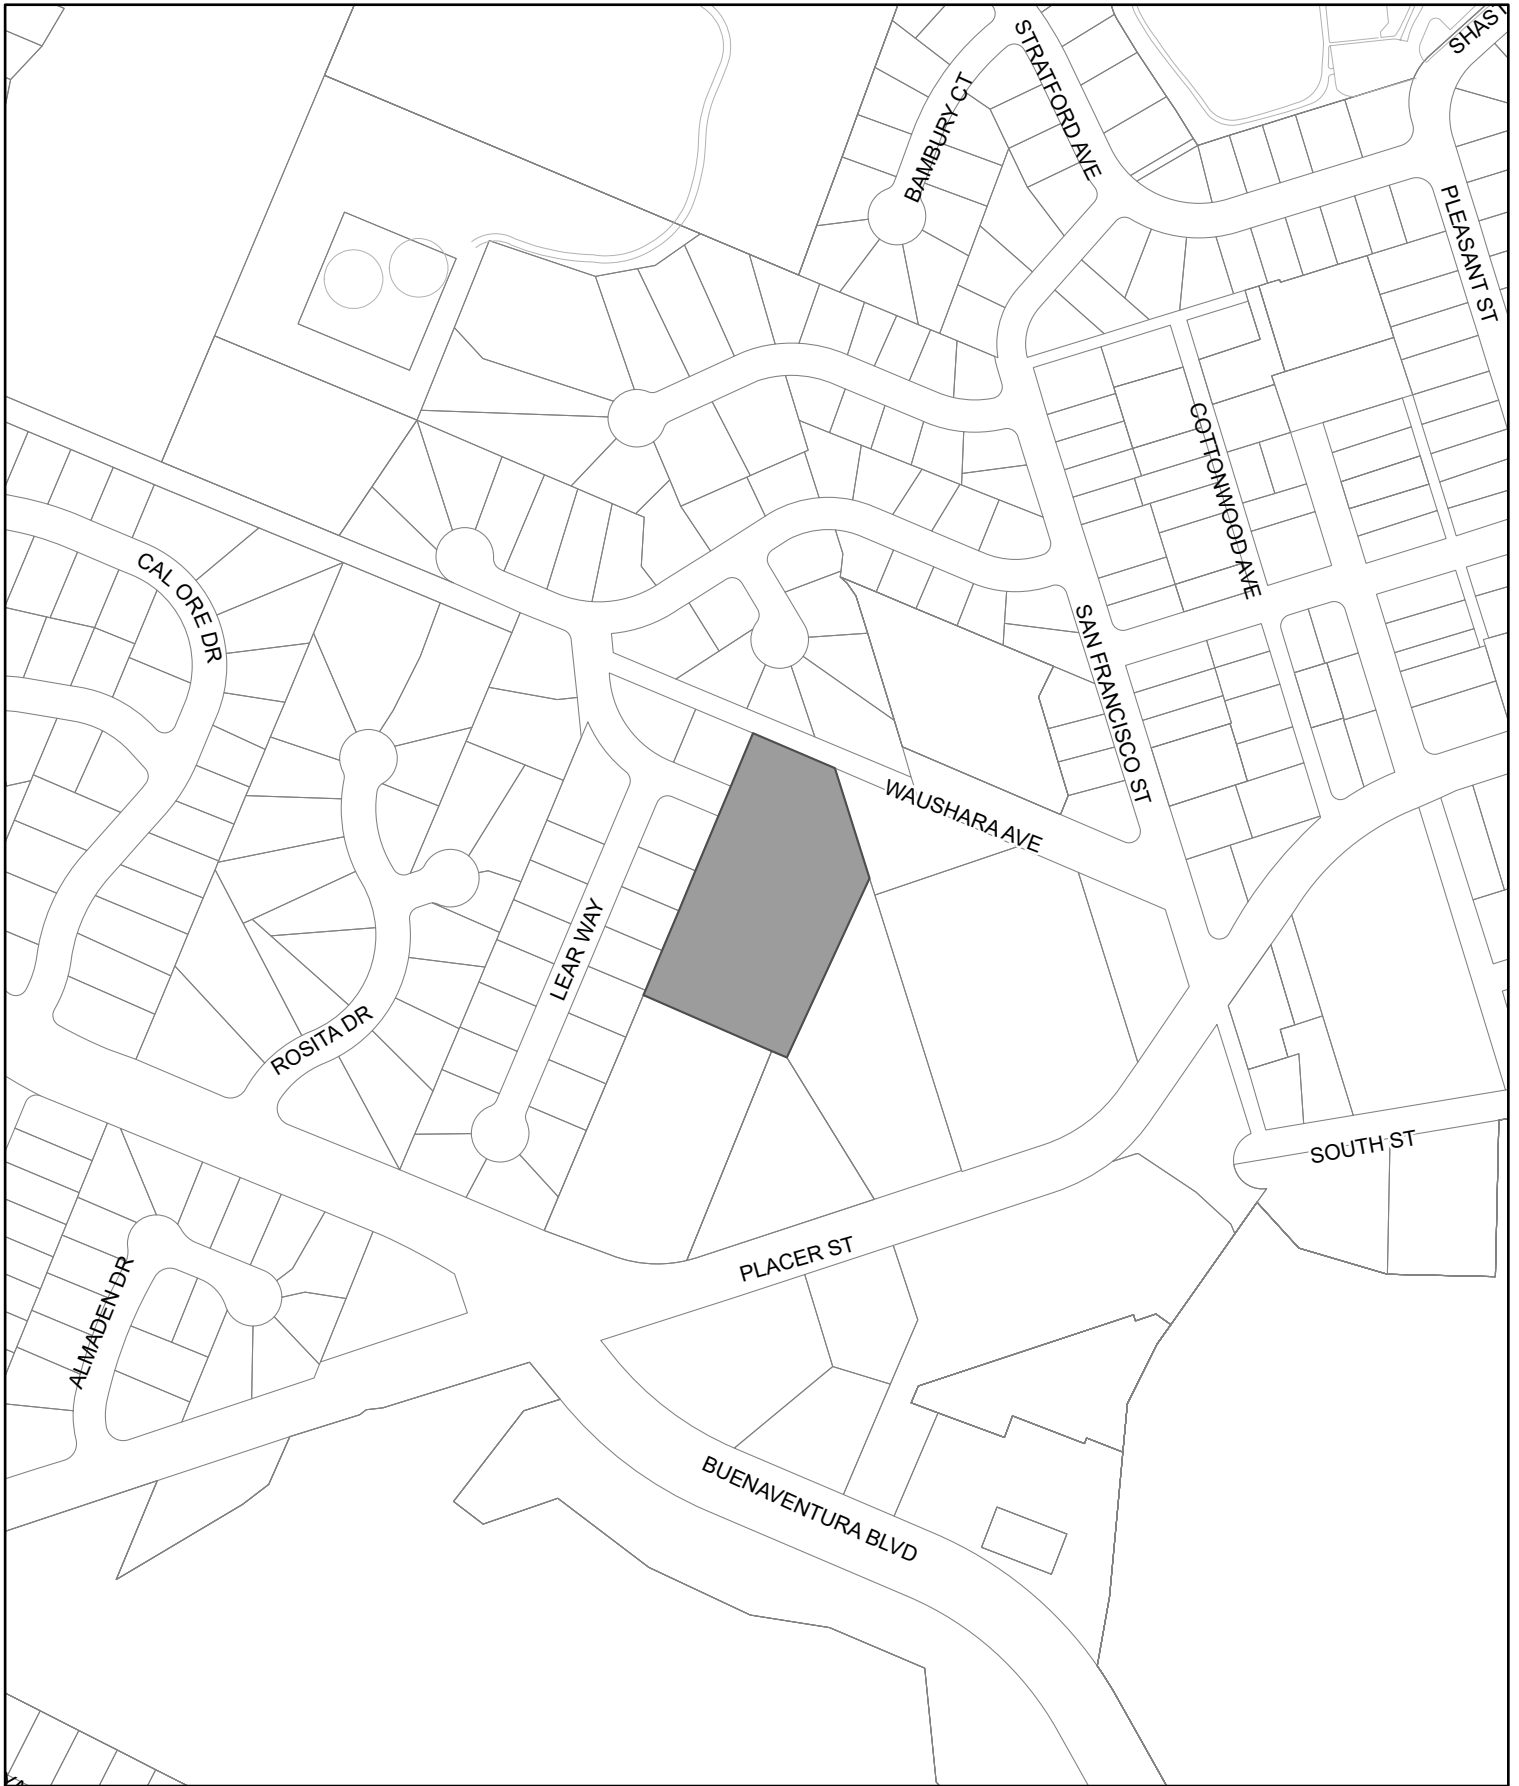 SHAST
STRATFORD AVE
BAMBURY CT
PLEASANT ST
COTTONWOOD AVE
CAL ORE DR
SAN FRANCISCO ST
WAUSHARA AVE
LEAR WAY
ROSITA DR
SOUTH ST
PLACER ST
ALMADEN DR
BUENAVENTURA BLVD